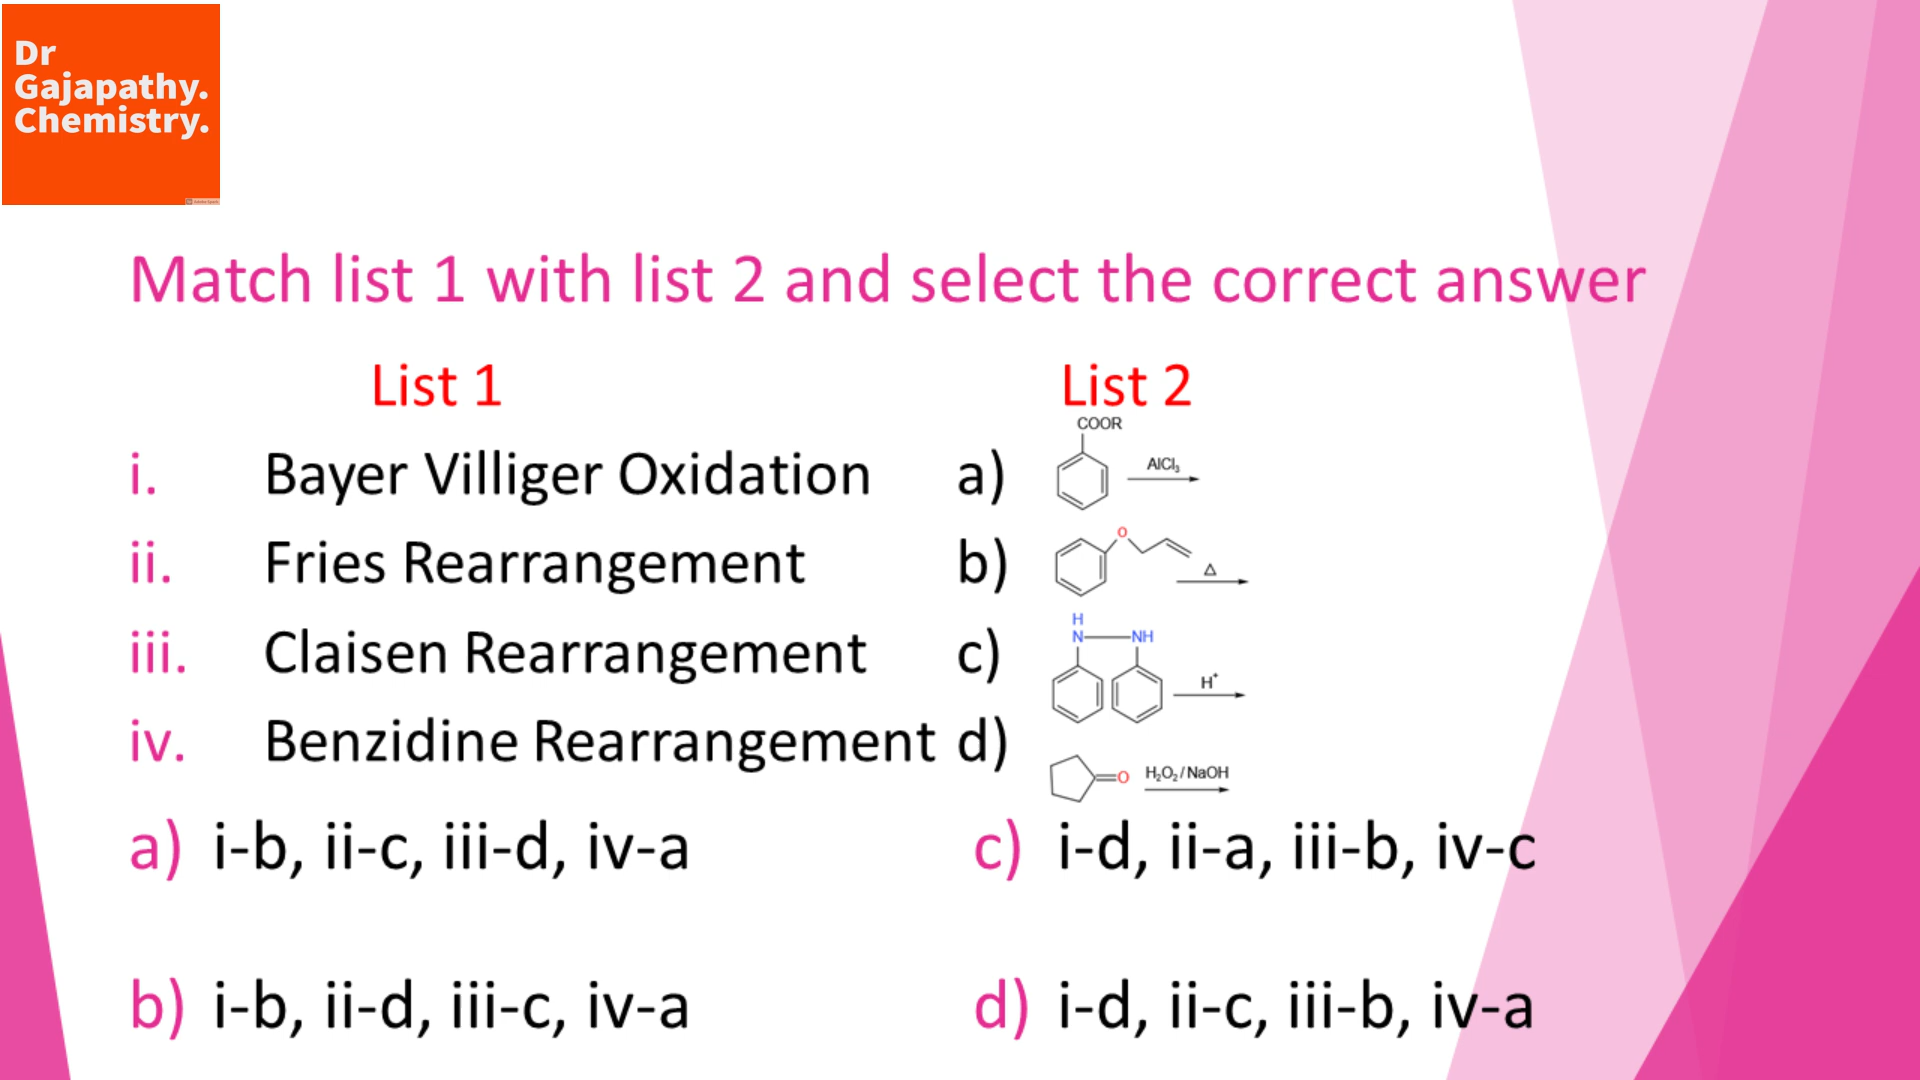 Dr
Gajapathy.
Chemistry.
Match list 1 with list 2 and select the correct answer
List 1 List 2
COOR
i. Bayer Villiger Oxidation a) AlCl₃
ii. Fries Rearrangement b) O Δ
iii. Claisen Rearrangement c) H N NH H⁺
iv. Benzidine Rearrangement d) O H₂O₂/NaOH
a) i-b, ii-c, iii-d, iv-a c) i-d, ii-a, iii-b, iv-c
b) i-b, ii-d, iii-c, iv-a d) i-d, ii-c, iii-b, iv-a